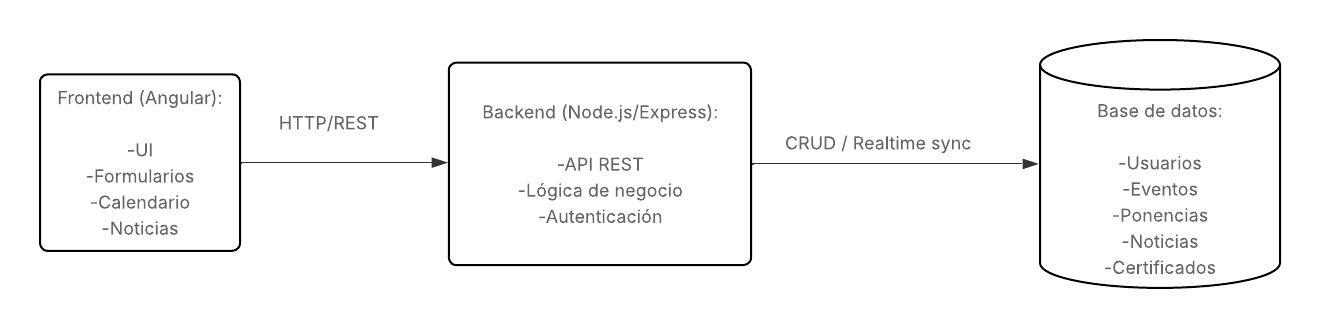 Frontend (Angular):
-UI
-Formularios
-Calendario
-Noticias
HTTP/REST
Backend (Node.js/Express):
-API REST
-Lógica de negocio
-Autenticación
CRUD / Realtime sync
Base de datos:
-Usuarios
-Eventos
-Ponencias
-Noticias
-Certificados